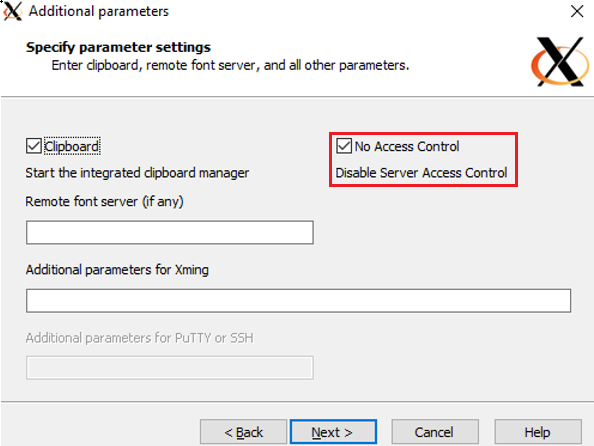 Additional parameters
Specify parameter settings
Enter clipboard, remote font server, and all other parameters.
Clipboard
No Access Control
Start the integrated clipboard manager
Disable Server Access Control
Remote font server (if any)
Additional parameters for Xming
Additional parameters for PuTTY or SSH
< Back
Next >
Cancel
Help